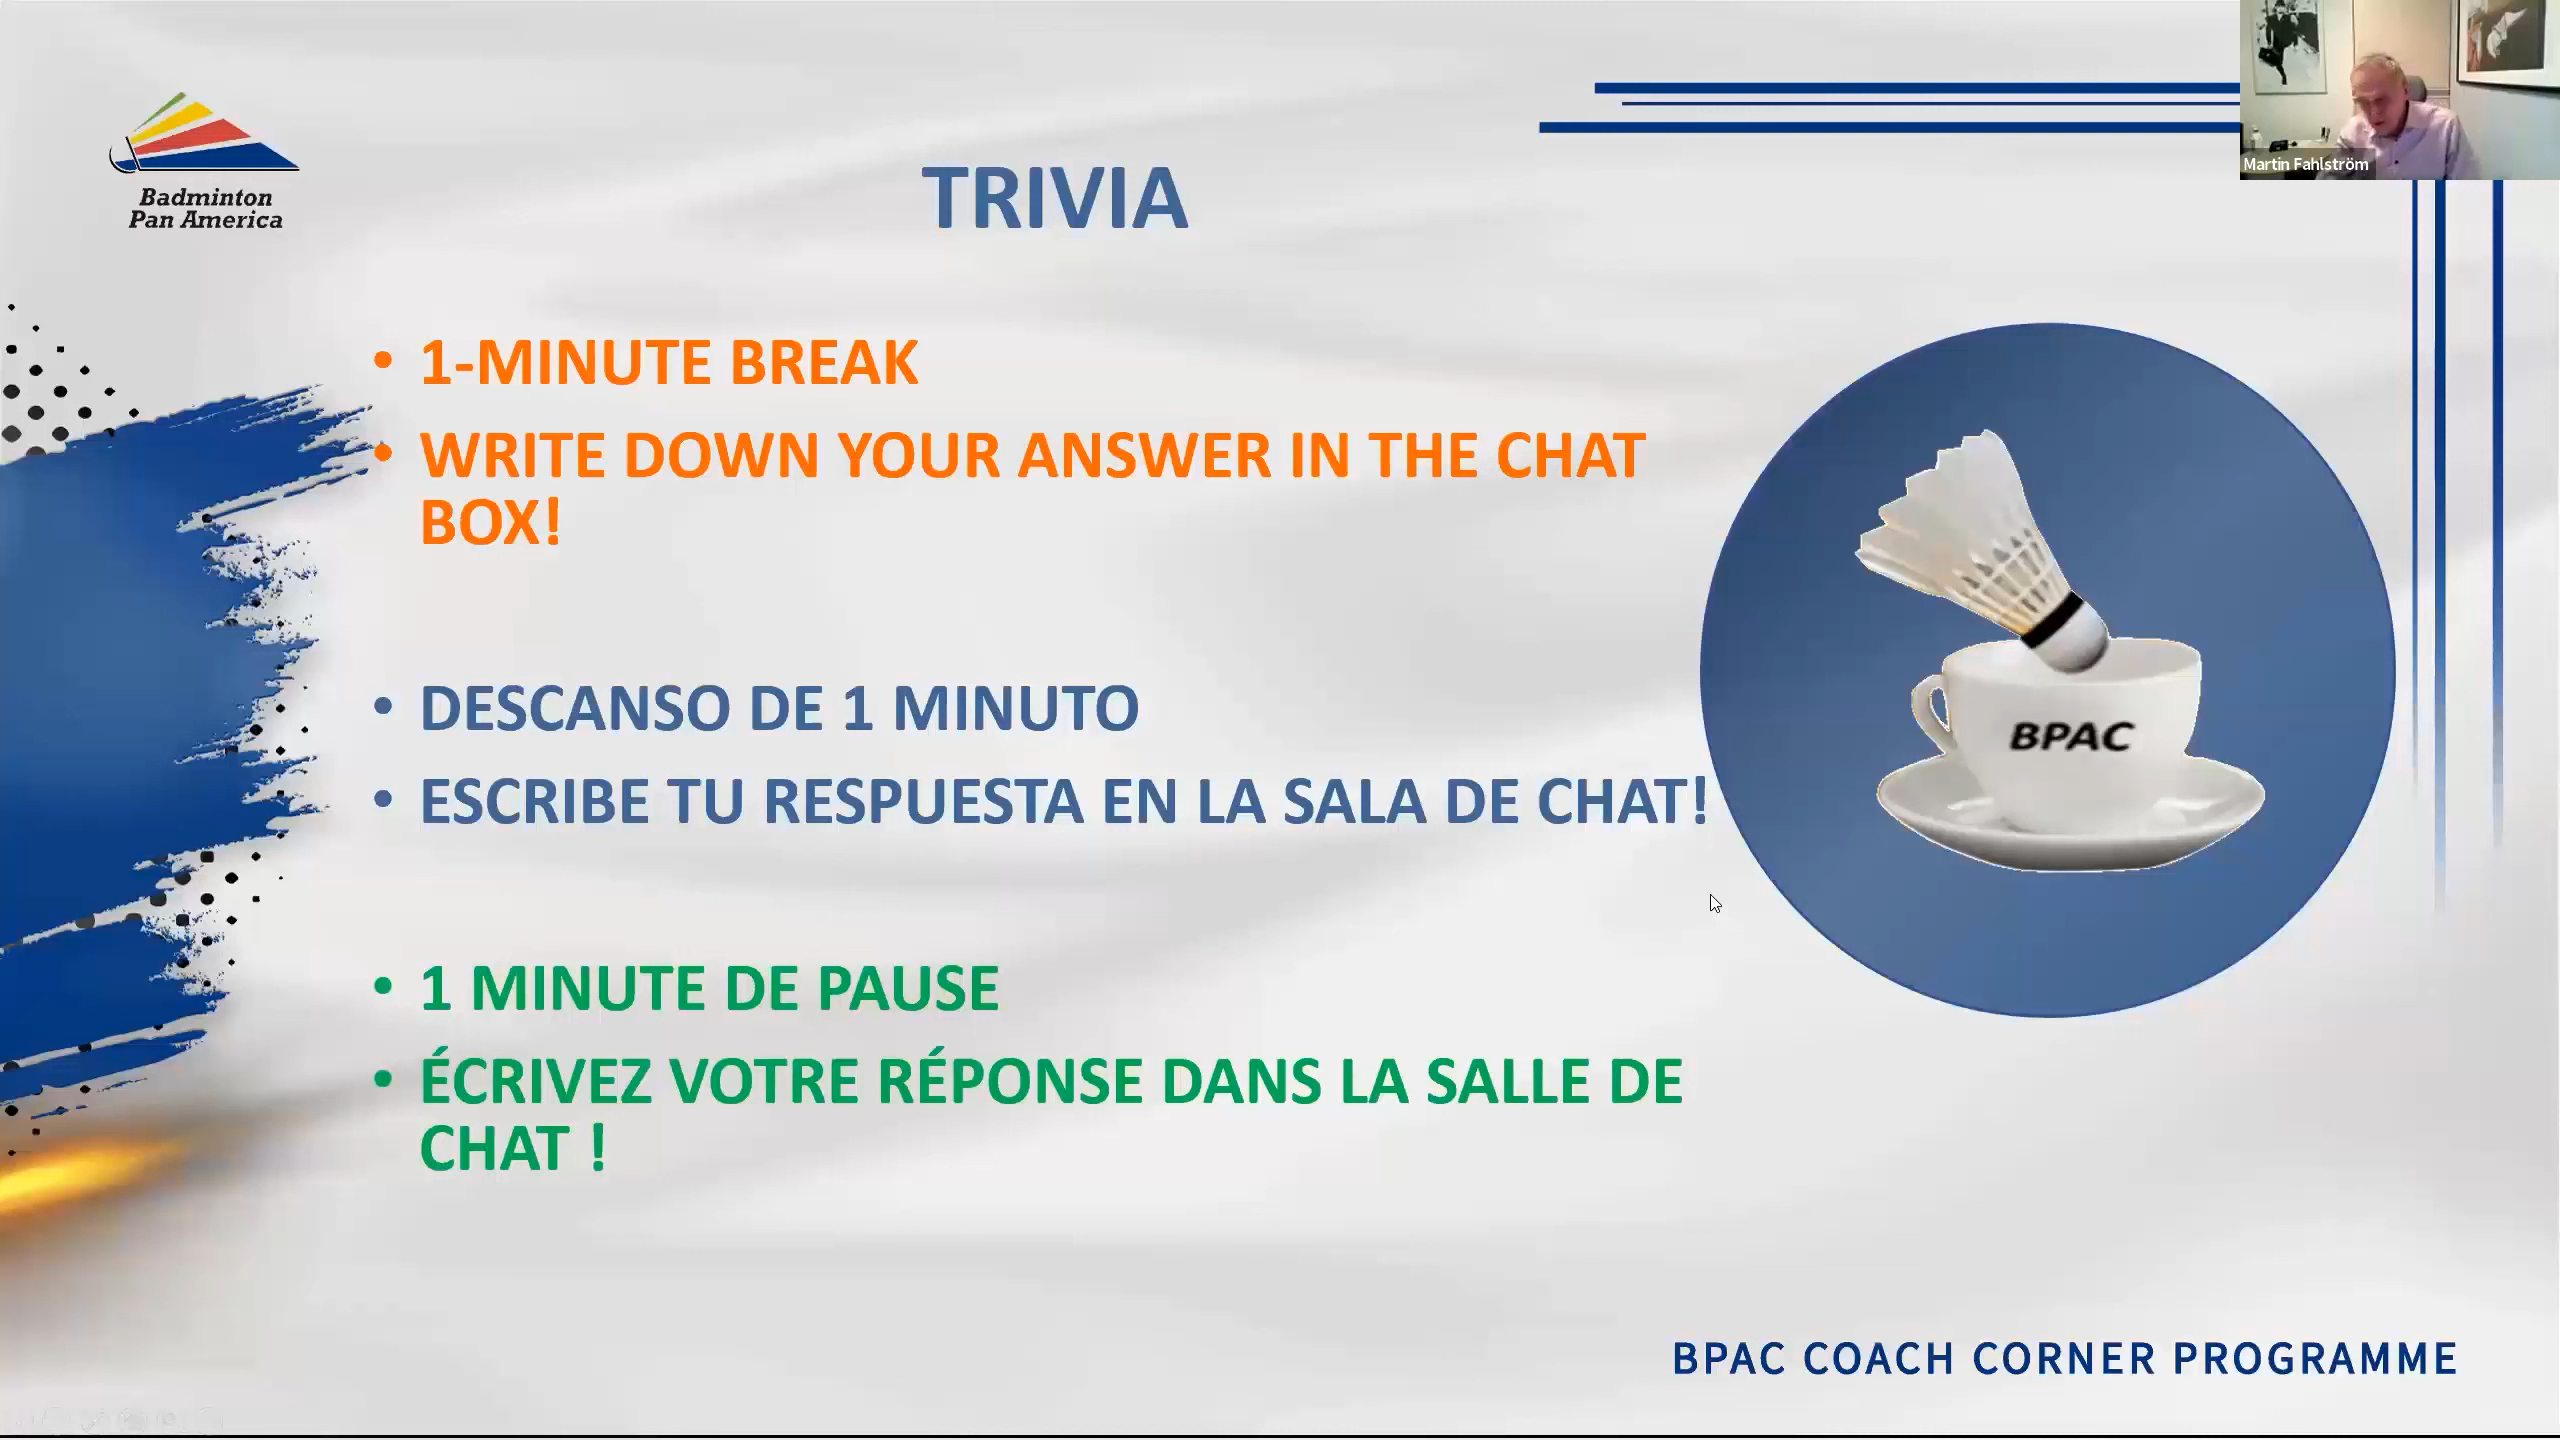 Badminton
Pan America
TRIVIA
Martin Fahlström
• 1-MINUTE BREAK
• WRITE DOWN YOUR ANSWER IN THE CHAT
BOX!
• DESCANSO DE 1 MINUTO
• ESCRIBE TU RESPUESTA EN LA SALA DE CHAT!
• 1 MINUTE DE PAUSE
• ÉCRIVEZ VOTRE RÉPONSE DANS LA SALLE DE
CHAT !
BPAC
BPAC COACH CORNER PROGRAMME